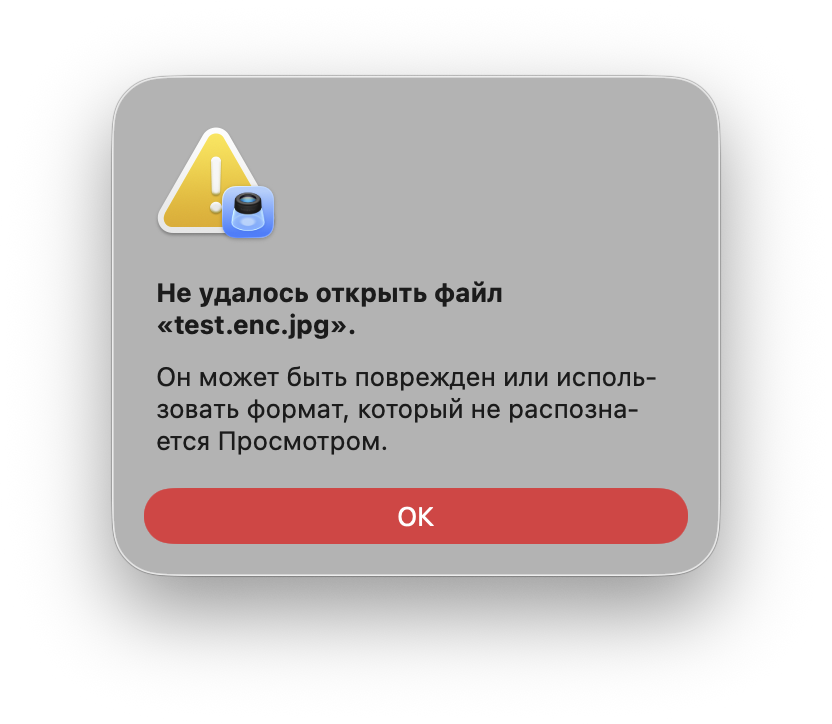 Не удалось открыть файл
«test.enc.jpg».
Он может быть поврежден или исполь-
зовать формат, который не распозна-
ется Просмотром.
OK